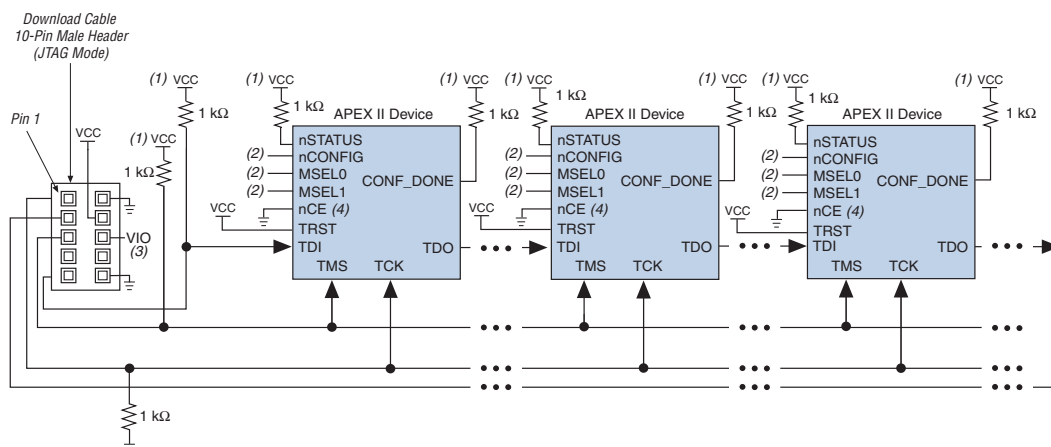 Download Cable
10-Pin Male Header
(JTAG Mode)
Pin 1
VCC
VIO
(3)
(1) VCC
1 kΩ
(1) VCC
1 kΩ
1 kΩ
(1) VCC
1 kΩ
(1) VCC
1 kΩ
APEX II Device
nSTATUS
(2) nCONFIG
(2) MSEL0
(2) MSEL1
CONF_DONE
nCE (4)
VCC
TRST
TDI
TDO
TMS
TCK
(1) VCC
1 kΩ
(1) VCC
1 kΩ
APEX II Device
nSTATUS
(2) nCONFIG
(2) MSEL0
(2) MSEL1
CONF_DONE
nCE (4)
VCC
TRST
TDI
TDO
TMS
TCK
(1) VCC
1 kΩ
(1) VCC
1 kΩ
APEX II Device
nSTATUS
(2) nCONFIG
(2) MSEL0
(2) MSEL1
CONF_DONE
nCE (4)
VCC
TRST
TDI
TDO
TMS
TCK